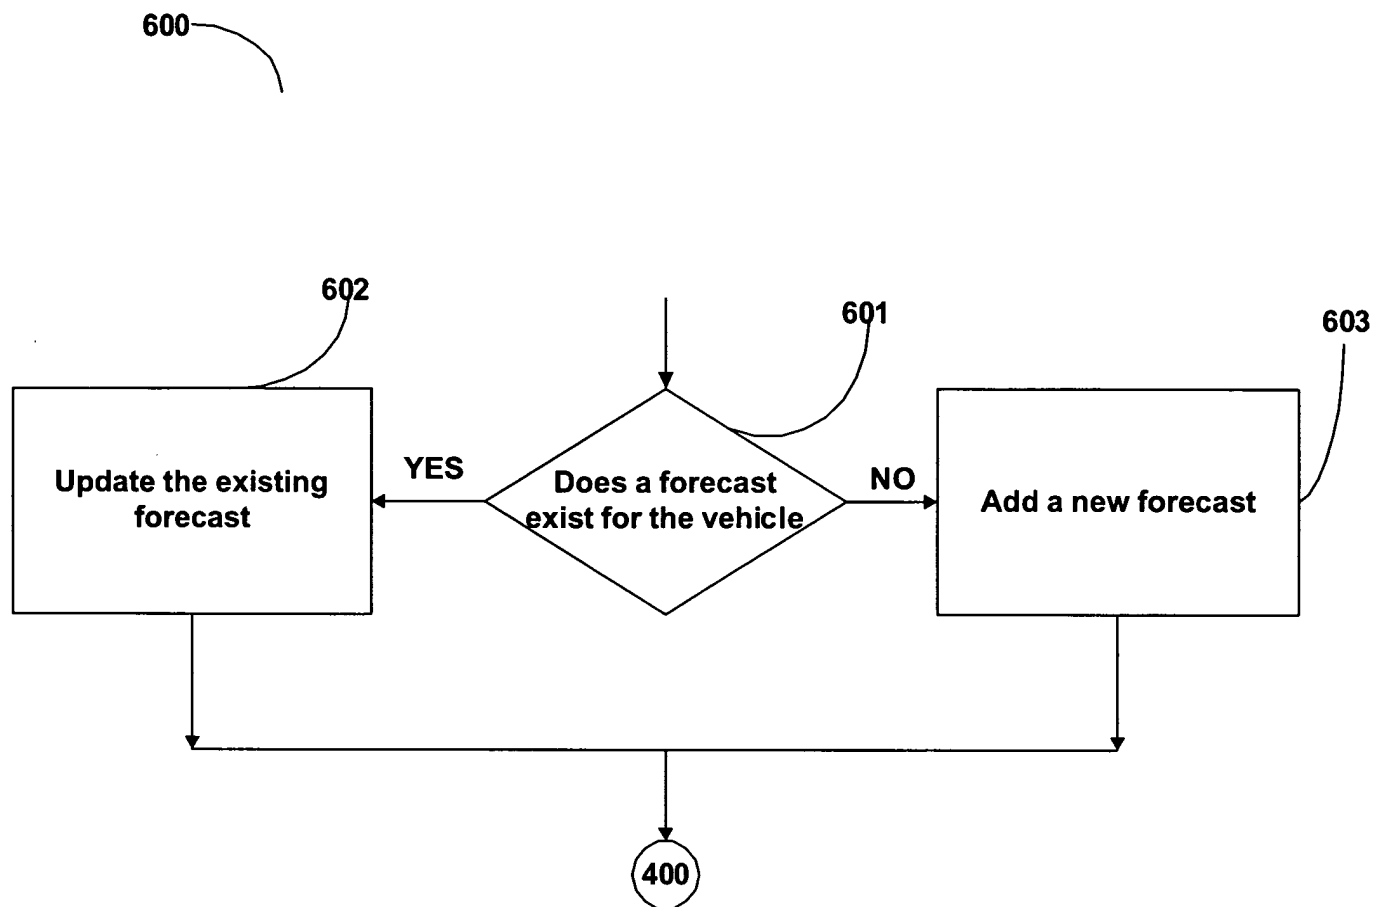 600
602
601
603
Update the existing
forecast
YES
Does a forecast
exist for the vehicle
NO
Add a new forecast
400